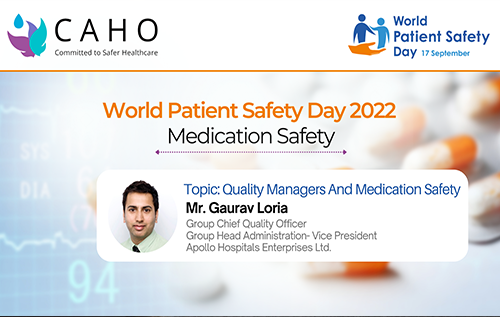 CAHO
Committed to Safer Healthcare
World
Patient Safety
Day 17 September
World Patient Safety Day 2022
Medication Safety
Topic: Quality Managers And Medication Safety
Mr. Gaurav Loria
Group Chief Quality Officer
Group Head Administration- Vice President
Apollo Hospitals Enterprises Ltd.
SYS
DIA
94